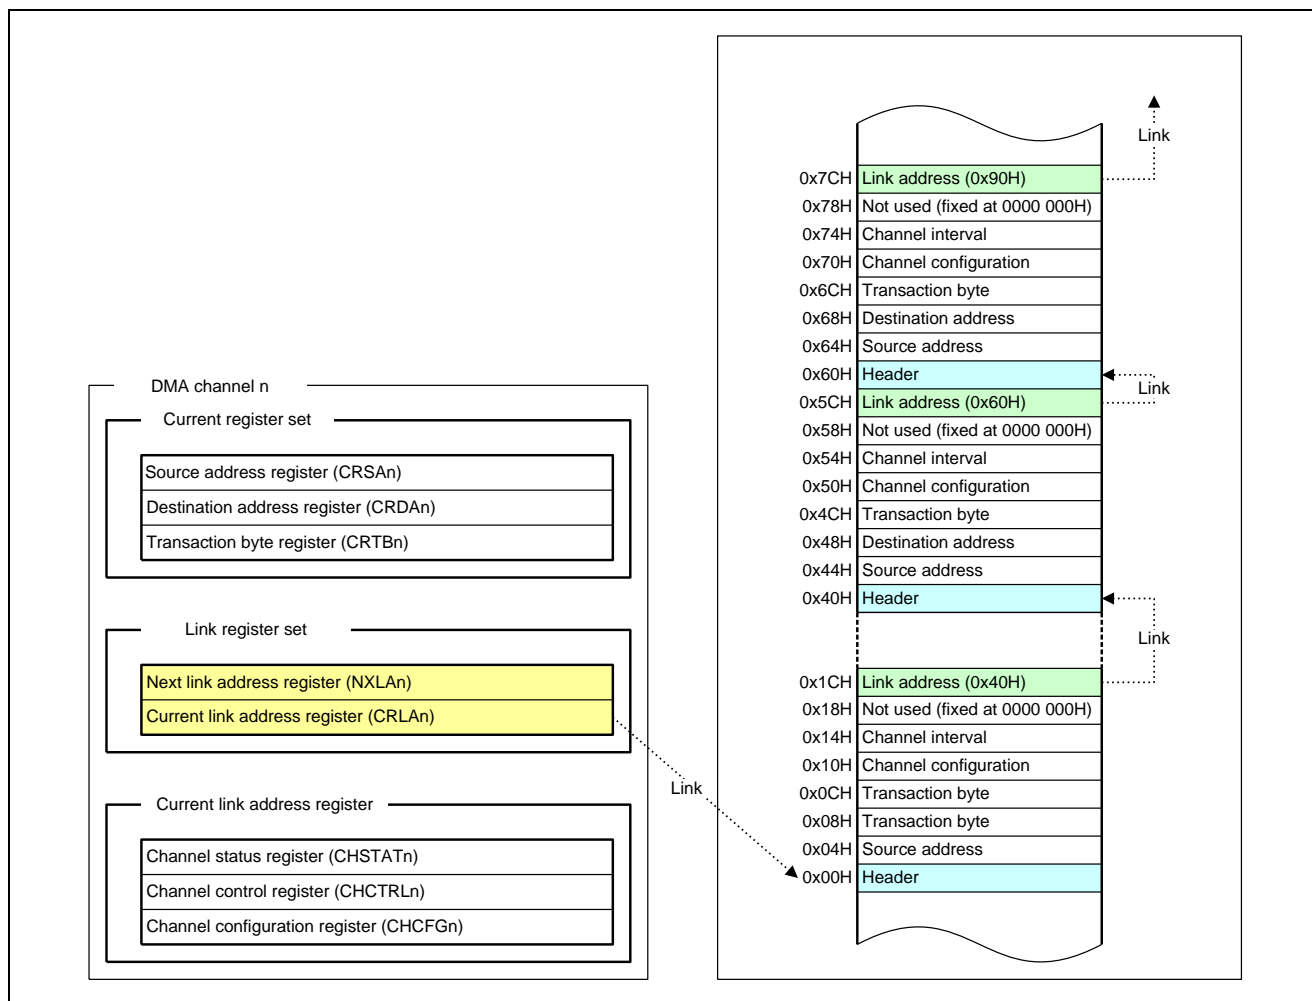 DMA channel n
Current register set
Source address register (CRSAn)
Destination address register (CRDAn)
Transaction byte register (CRTBn)
Link register set
Next link address register (NXLAn)
Current link address register (CRLAn)
Link
Current link address register
Channel status register (CHSTATn)
Channel control register (CHCTRLn)
Channel configuration register (CHCFGn)
Link
0x7CH Link address (0x90H)
0x78H Not used (fixed at 0000 000H)
0x74H Channel interval
0x70H Channel configuration
0x6CH Transaction byte
0x68H Destination address
0x64H Source address
0x60H Header
Link
0x5CH Link address (0x60H)
0x58H Not used (fixed at 0000 000H)
0x54H Channel interval
0x50H Channel configuration
0x4CH Transaction byte
0x48H Destination address
0x44H Source address
0x40H Header
Link
0x1CH Link address (0x40H)
0x18H Not used (fixed at 0000 000H)
0x14H Channel interval
0x10H Channel configuration
0x0CH Transaction byte
0x08H Transaction byte
0x04H Source address
0x00H Header